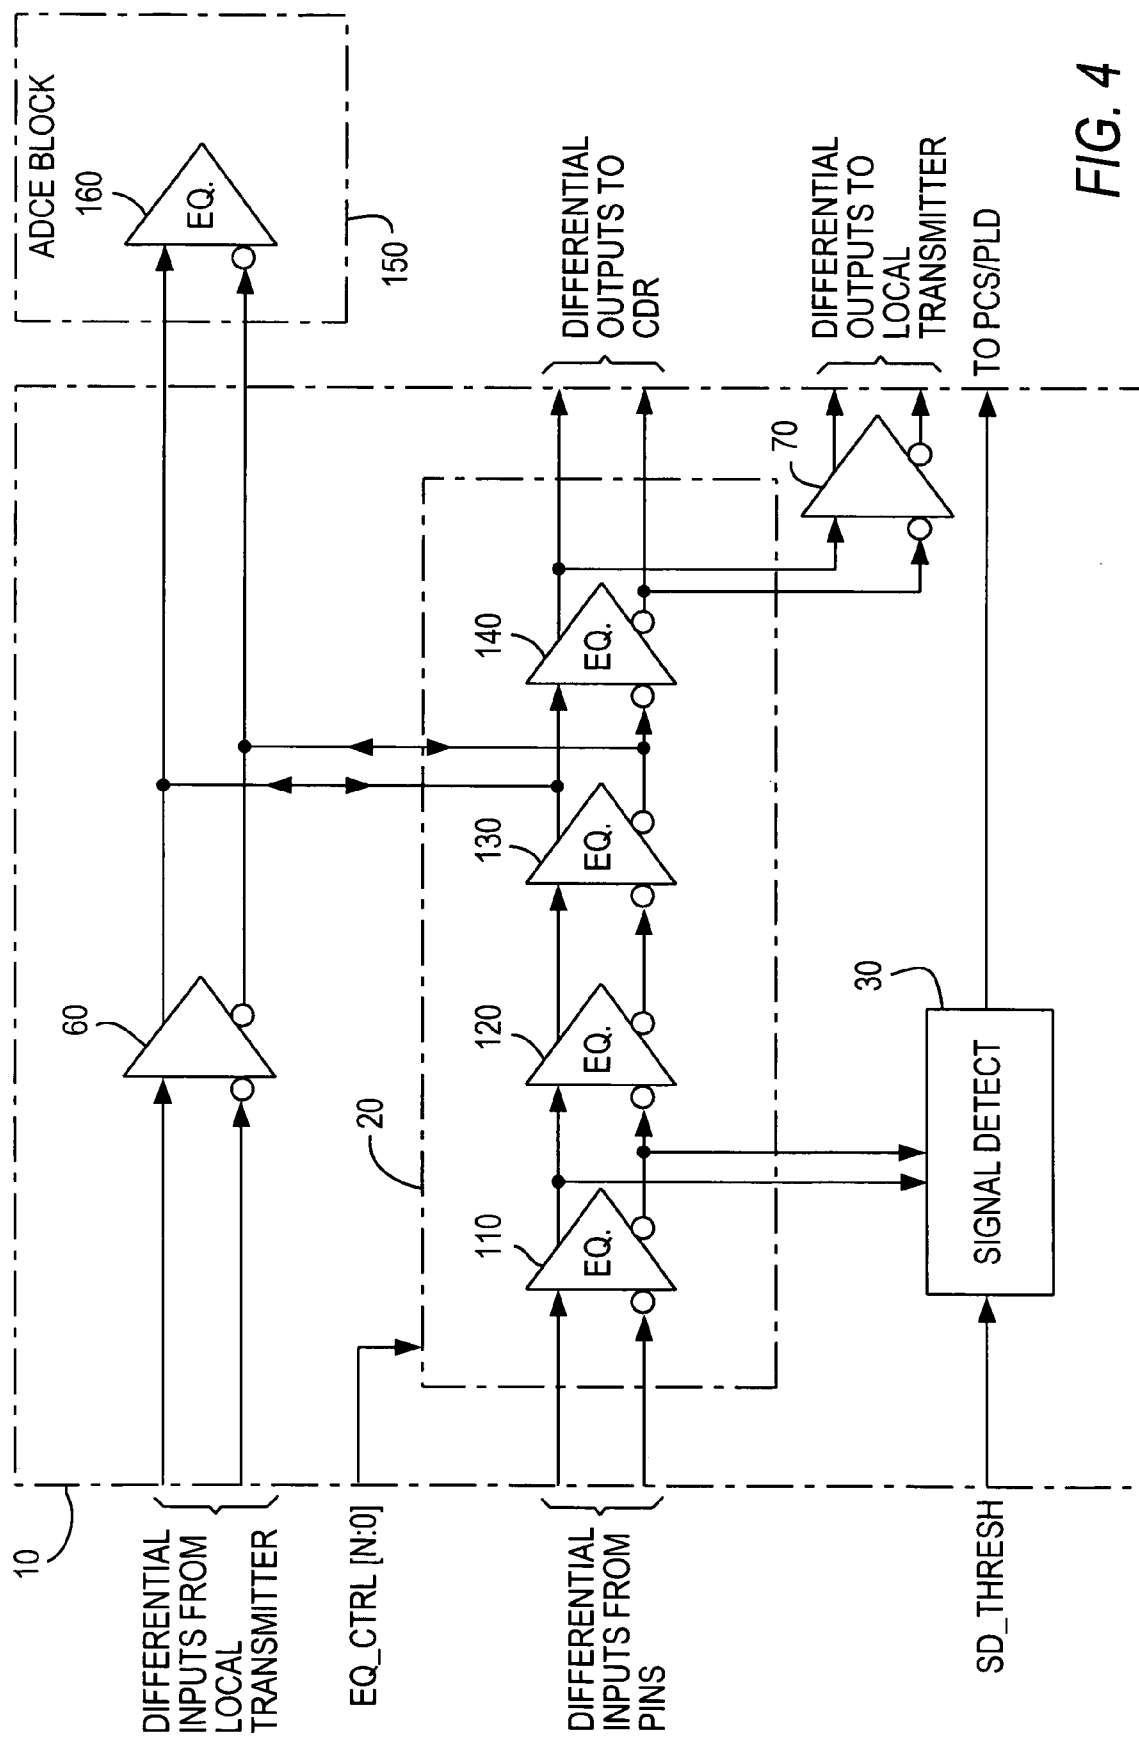 10
DIFFERENTIAL
INPUTS FROM
LOCAL
TRANSMITTER
60
ADCE BLOCK
160
EQ.
150
EQ_CTRL [N:0]
20
DIFFERENTIAL
INPUTS FROM
PINS
110
EQ.
120
EQ.
130
EQ.
140
EQ.
DIFFERENTIAL
OUTPUTS TO
CDR
70
DIFFERENTIAL
OUTPUTS TO
LOCAL
TRANSMITTER
SD_THRESH
30
SIGNAL DETECT
TO PCS/PLD
FIG. 4